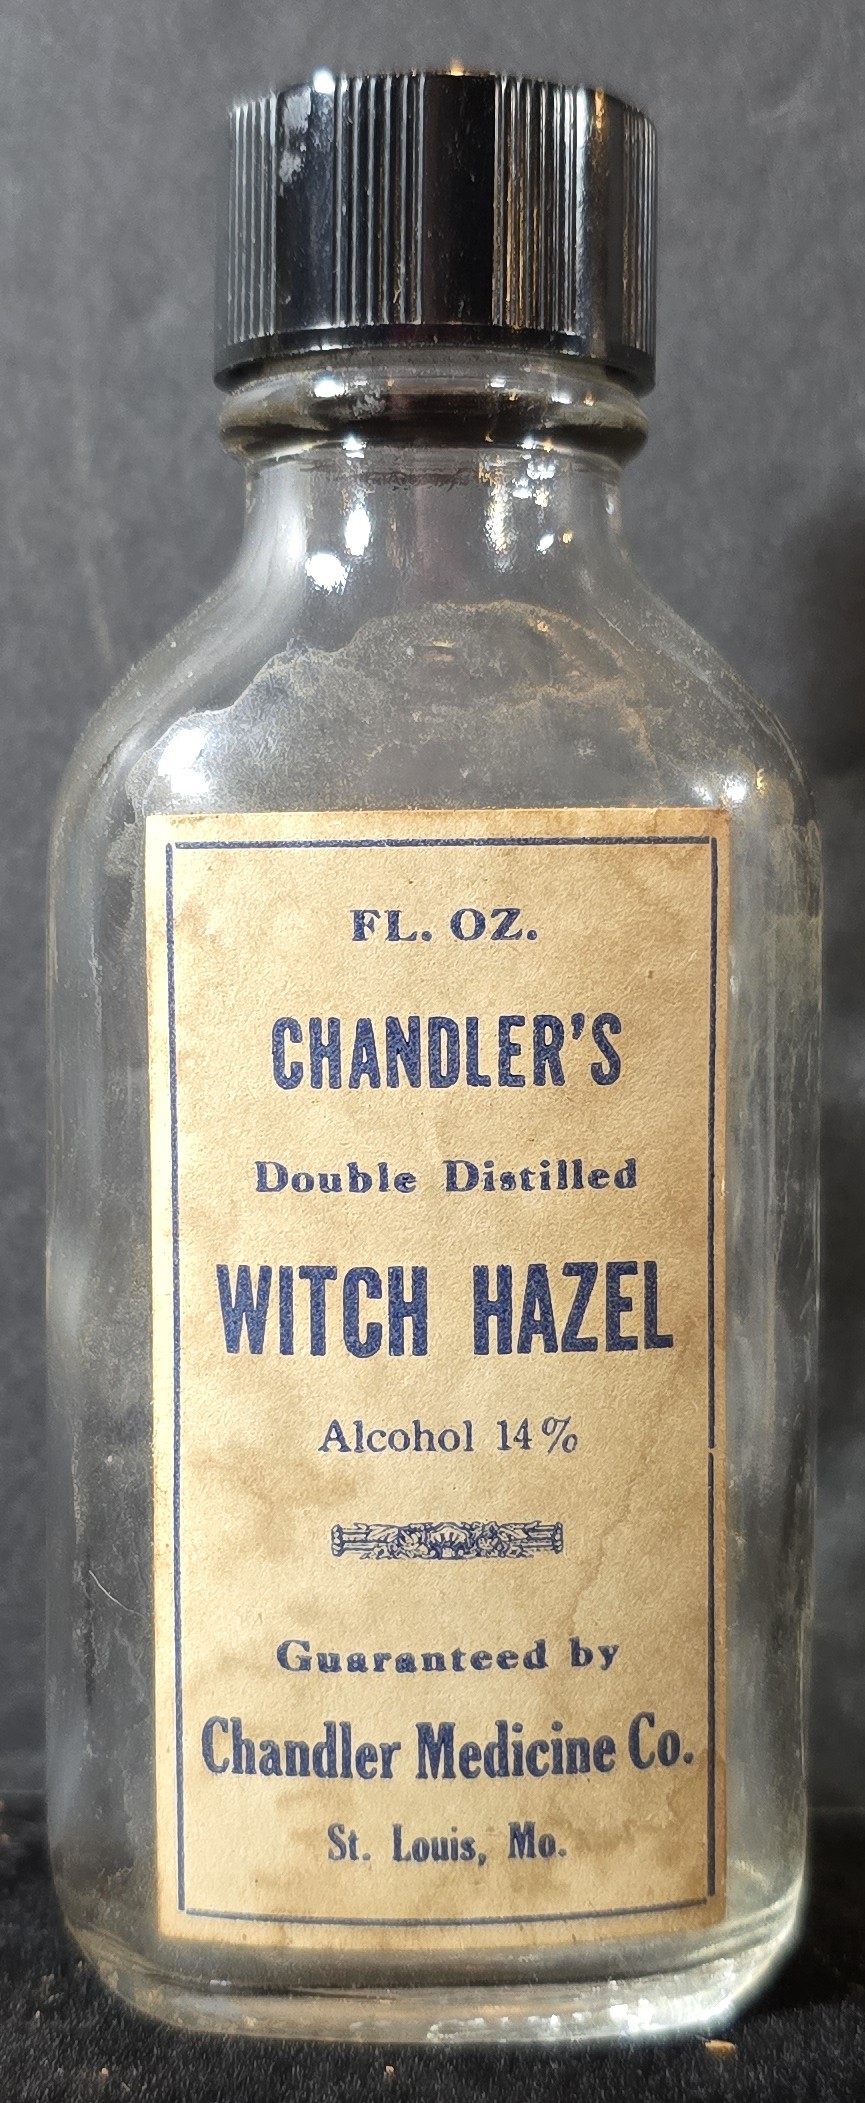 FL. OZ.
CHANDLER'S
Double Distilled
WITCH HAZEL
Alcohol 14%
Guaranteed by
Chandler Medicine Co.
St. Louis, Mo.